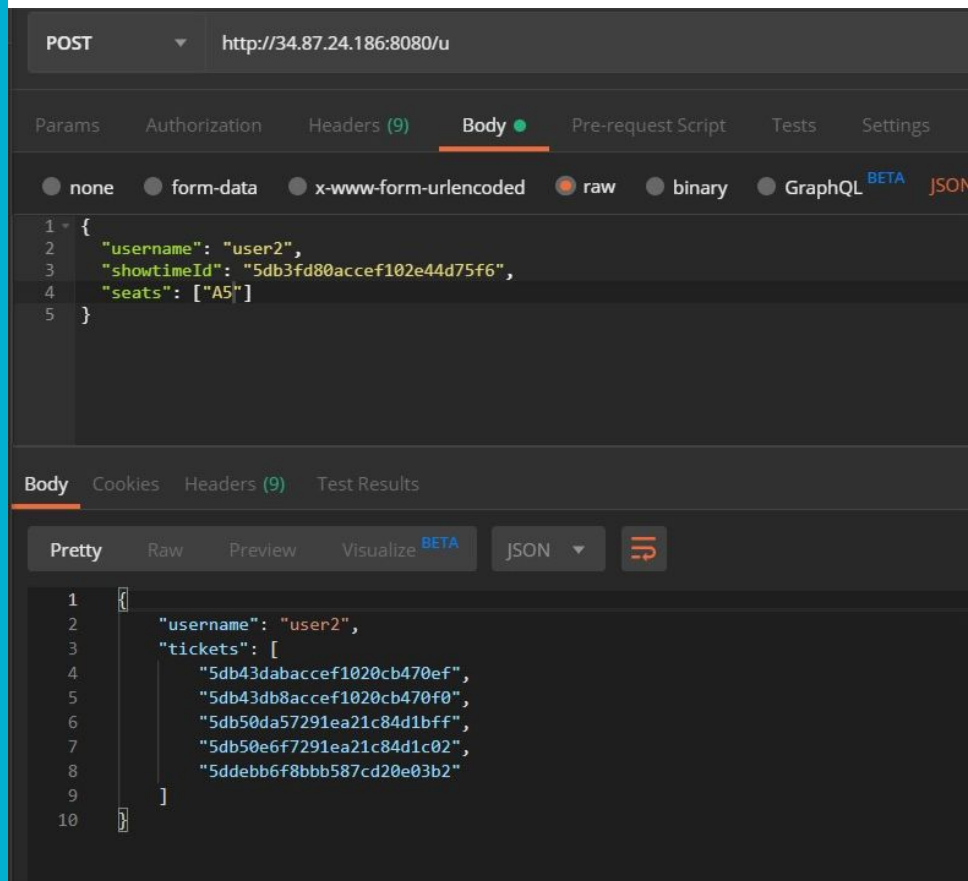 POST http://34.87.24.186:8080/u
Params Authorization Headers (9) Body Pre-request Script Tests Settings
none form-data x-www-form-urlencoded raw binary GraphQL BETA JSON
1 {
2 "username": "user2",
3 "showtimeId": "5db3fd80accef102e44d75f6",
4 "seats": ["A5"]
5 }
Body Cookies Headers (9) Test Results
Pretty Raw Preview Visualize BETA JSON
1 {
2 "username": "user2",
3 "tickets": [
4 "5db43dabaccef1020cb470ef",
5 "5db43db8accef1020cb470f0",
6 "5db50da57291ea21c84d1bff",
7 "5db50e6f7291ea21c84d1c02",
8 "5ddebb6f8bbb587cd20e03b2"
9 ]
10 }